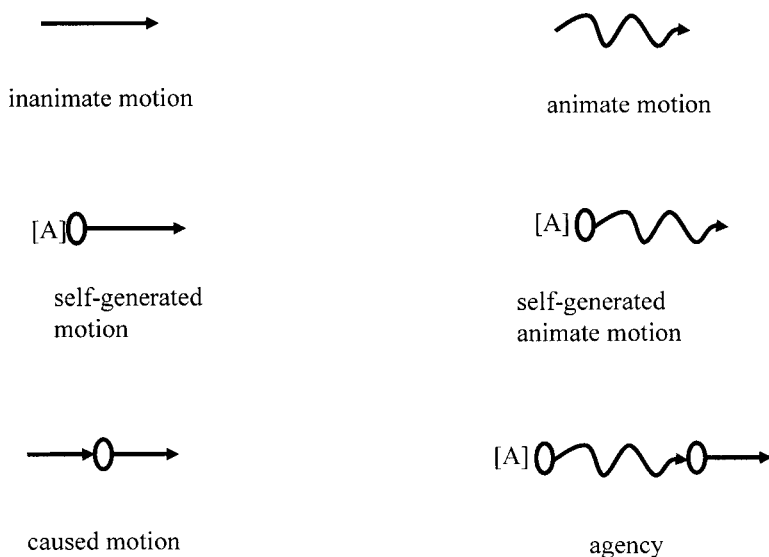 inanimate motion
animate motion
[A]
[A]
self-generated
motion
self-generated
animate motion
[A]
caused motion
agency